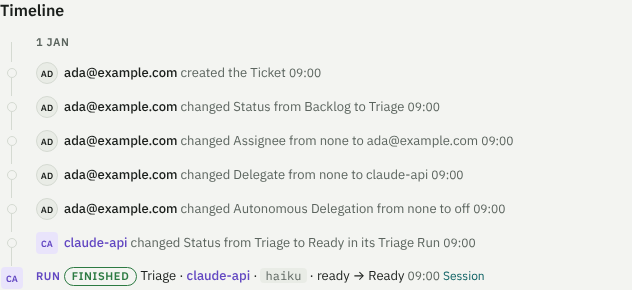 Timeline
1 JAN
AD ada@example.com created the Ticket 09:00
AD ada@example.com changed Status from Backlog to Triage 09:00
AD ada@example.com changed Assignee from none to ada@example.com 09:00
AD ada@example.com changed Delegate from none to claude-api 09:00
AD ada@example.com changed Autonomous Delegation from none to off 09:00
CA claude-api changed Status from Triage to Ready in its Triage Run 09:00
CA RUN FINISHED Triage · claude-api · haiku · ready → Ready 09:00 Session